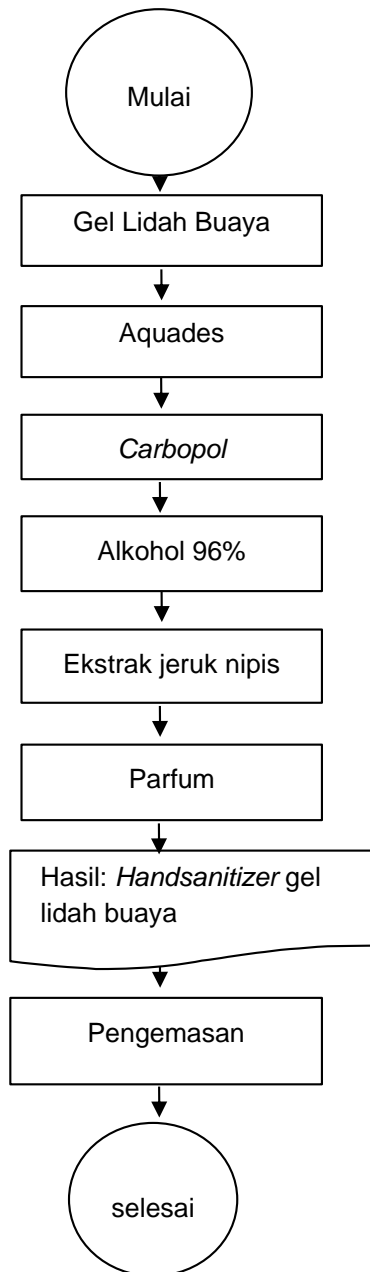 Mulai
Gel Lidah Buaya
Aquades
Carbopol
Alkohol 96%
Ekstrak jeruk nipis
Parfum
Hasil: Handsanitizer gel
lidah buaya
Pengemasan
selesai